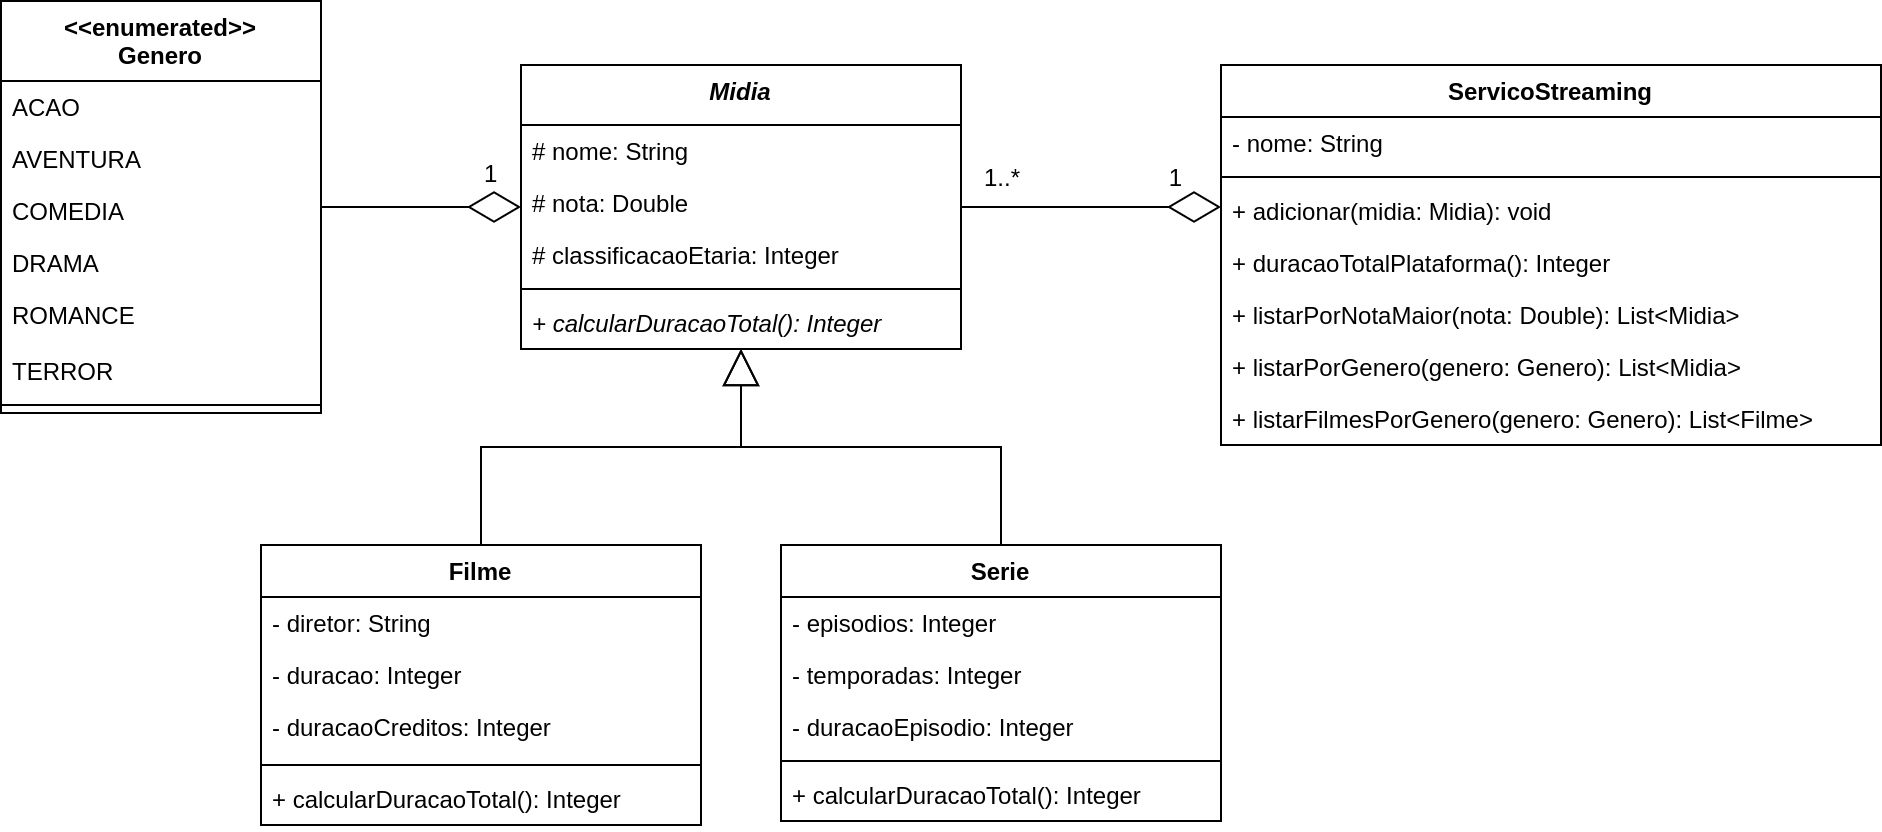 <<enumerated>>
Genero
ACAO
AVENTURA
COMEDIA
DRAMA
ROMANCE
TERROR
1
Midia
# nome: String
# nota: Double
# classificacaoEtaria: Integer
+ calcularDuracaoTotal(): Integer
1..*
1
ServicoStreaming
- nome: String
+ adicionar(midia: Midia): void
+ duracaoTotalPlataforma(): Integer
+ listarPorNotaMaior(nota: Double): List<Midia>
+ listarPorGenero(genero: Genero): List<Midia>
+ listarFilmesPorGenero(genero: Genero): List<Filme>
Filme
- diretor: String
- duracao: Integer
- duracaoCreditos: Integer
+ calcularDuracaoTotal(): Integer
Serie
- episodios: Integer
- temporadas: Integer
- duracaoEpisodio: Integer
+ calcularDuracaoTotal(): Integer